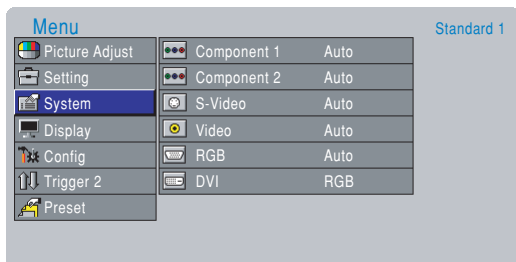 Menu
Standard 1
Picture Adjust
Setting
System
Display
Config
Trigger 2
Preset
Component 1 Auto
Component 2 Auto
S-Video Auto
Video Auto
RGB Auto
DVI RGB